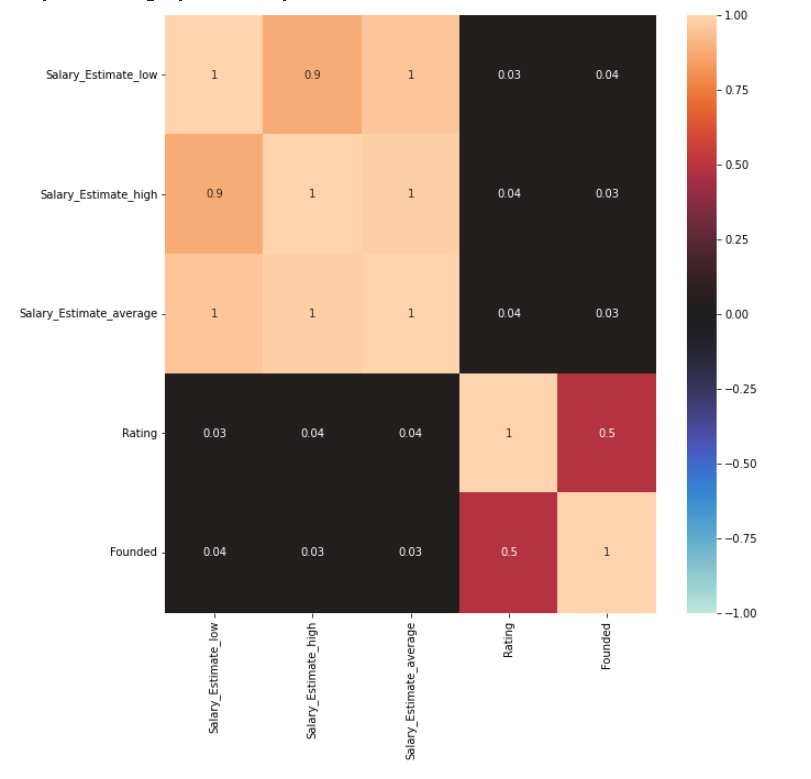 Salary_Estimate_low 1 0.9 1 0.03 0.04
Salary_Estimate_high 0.9 1 1 0.04 0.03
Salary_Estimate_average 1 1 1 0.04 0.03
Rating 0.03 0.04 0.04 1 0.5
Founded 0.04 0.03 0.03 0.5 1
Salary_Estimate_low
Salary_Estimate_high
Salary_Estimate_average
Rating
Founded
1.00
0.75
0.50
0.25
0.00
−0.25
−0.50
−0.75
−1.00